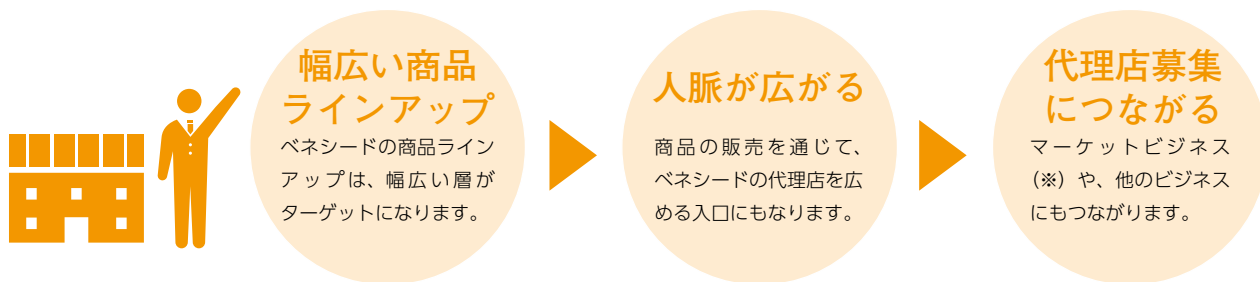 幅広い商品
ラインアップ
ベネシードの商品ライン
アップは、幅広い層が
ターゲットになります。
人脈が広がる
商品の販売を通じて、
ベネシードの代理店を広
める入口にもなります。
代理店募集
につながる
マーケットビジネス
（※）や、他のビジネス
にもつながります。